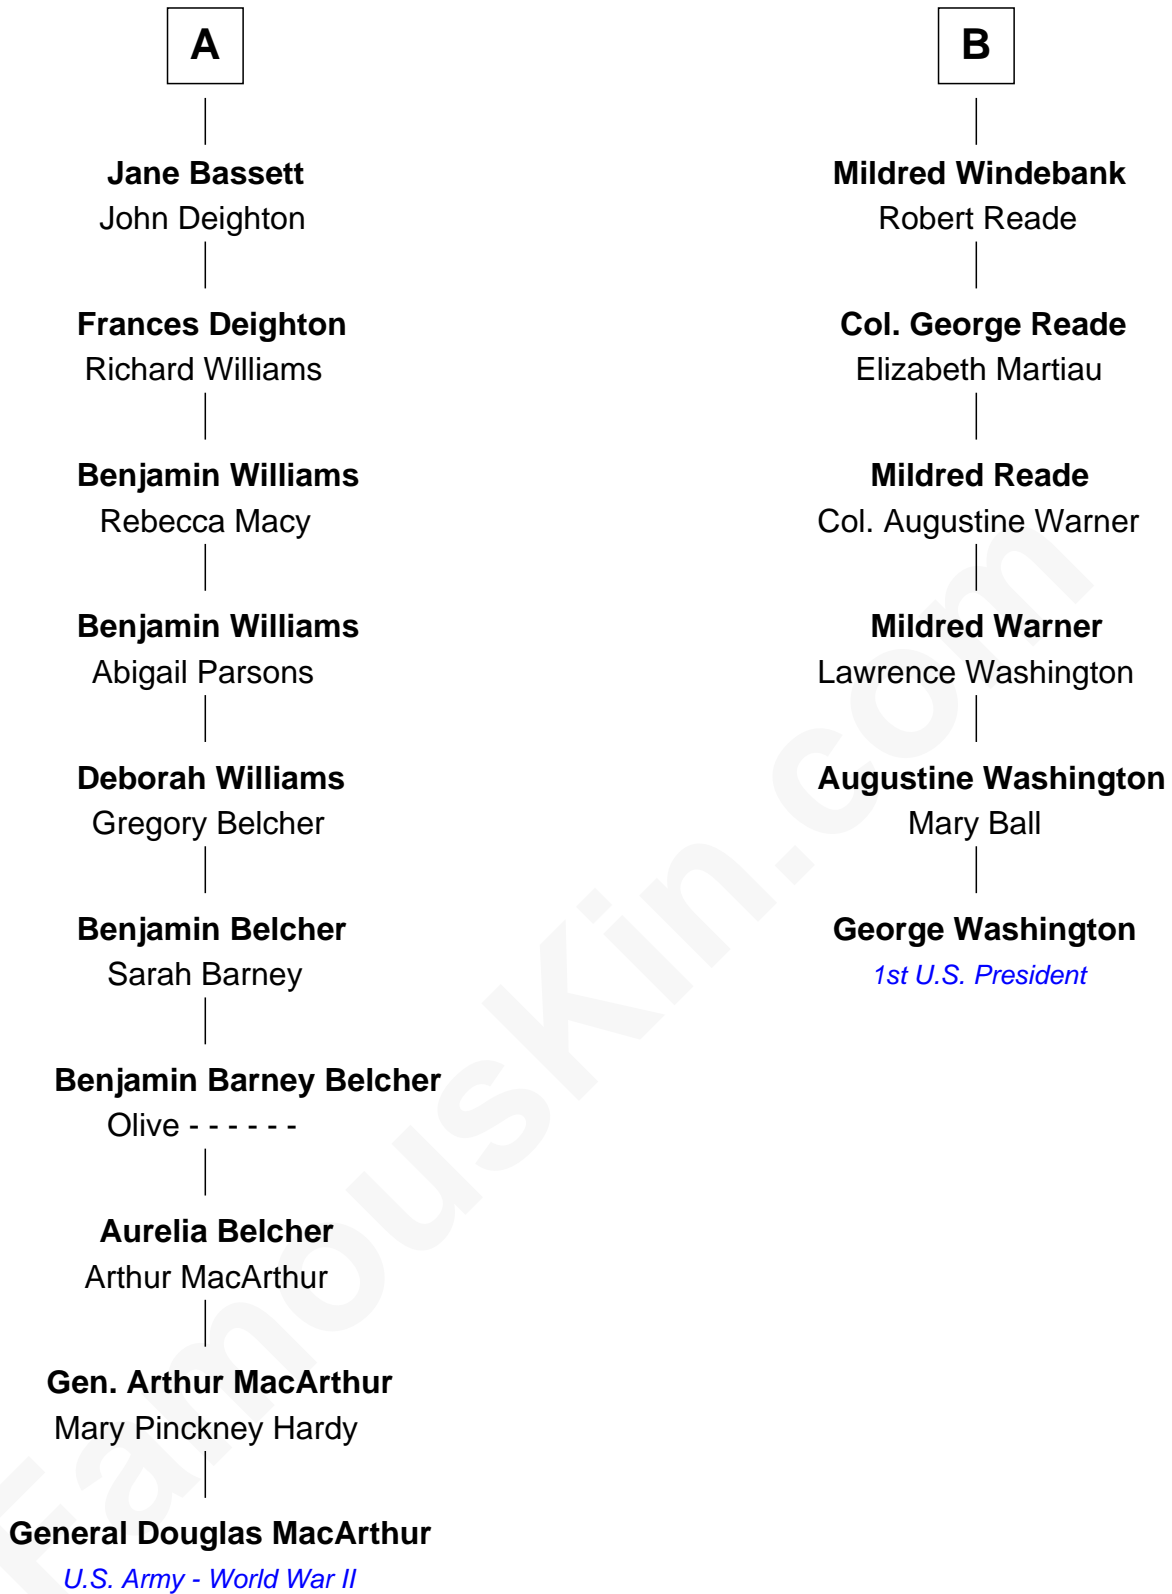 A
Jane Bassett
John Deighton
Frances Deighton
Richard Williams
Benjamin Williams
Rebecca Macy
Benjamin Williams
Abigail Parsons
Deborah Williams
Gregory Belcher
Benjamin Belcher
Sarah Barney
Benjamin Barney Belcher
Olive - - - - - -
Aurelia Belcher
Arthur MacArthur
Gen. Arthur MacArthur
Mary Pinckney Hardy
General Douglas MacArthur
U.S. Army - World War II
B
Mildred Windebank
Robert Reade
Col. George Reade
Elizabeth Martiau
Mildred Reade
Col. Augustine Warner
Mildred Warner
Lawrence Washington
Augustine Washington
Mary Ball
George Washington
1st U.S. President
FamousKin.com